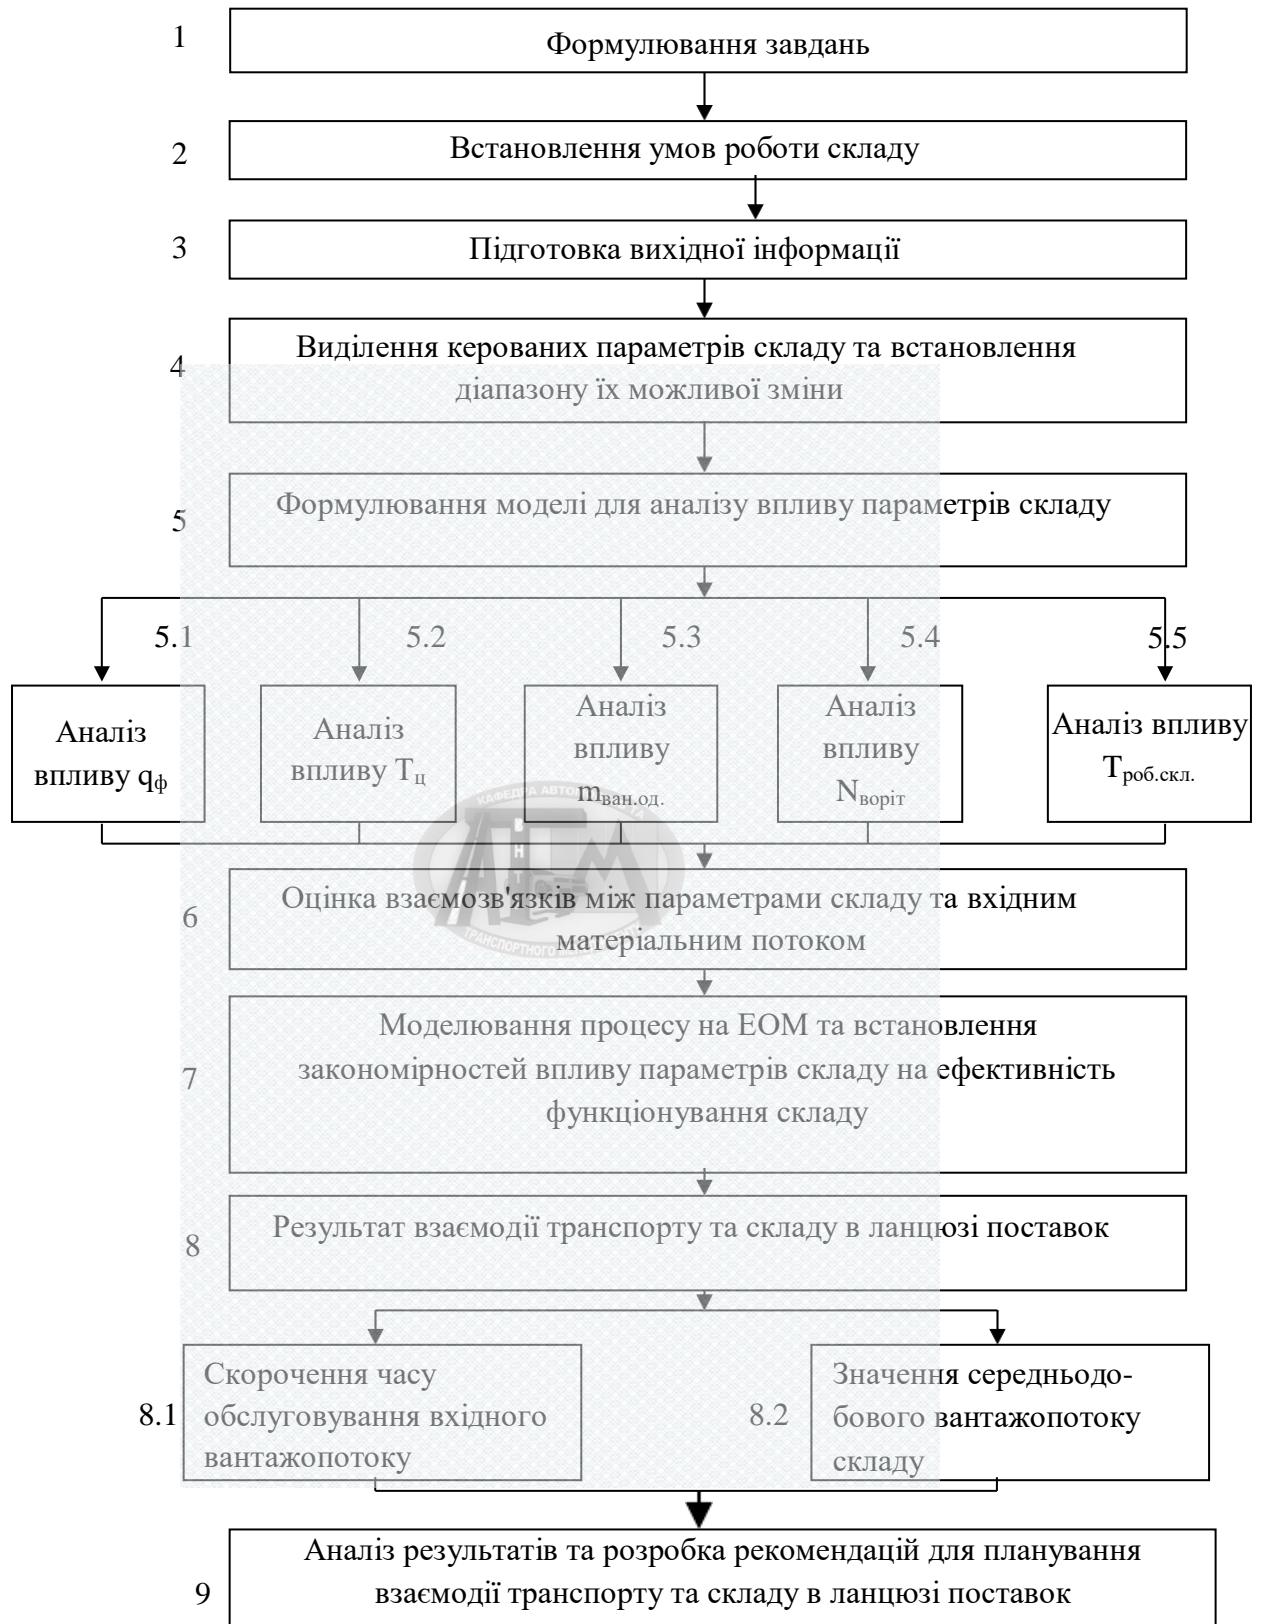 1
Формулювання завдань
2
Встановлення умов роботи складу
3
Підготовка вихідної інформації
4
Виділення керованих параметрів складу та встановлення
діапазону їх можливої зміни
5
Формулювання моделі для аналізу впливу параметрів складу
5.1
5.2
5.3
5.4
5.5
Аналіз
впливу qф
Аналіз
впливу Tц
Аналіз
впливу
mван.од.
Аналіз
впливу
Nворіт
Аналіз впливу
Tроб.скл.
6
Оцінка взаємозв'язків між параметрами складу та вхідним
матеріальним потоком
7
Моделювання процесу на ЕОМ та встановлення
закономірностей впливу параметрів складу на ефективність
функціонування складу
8
Результат взаємодії транспорту та складу в ланцюзі поставок
8.1
Скорочення часу
обслуговування вхідного
вантажопотоку
8.2
Значення середньодо-
бового вантажопотоку
складу
9
Аналіз результатів та розробка рекомендацій для планування
взаємодії транспорту та складу в ланцюзі поставок